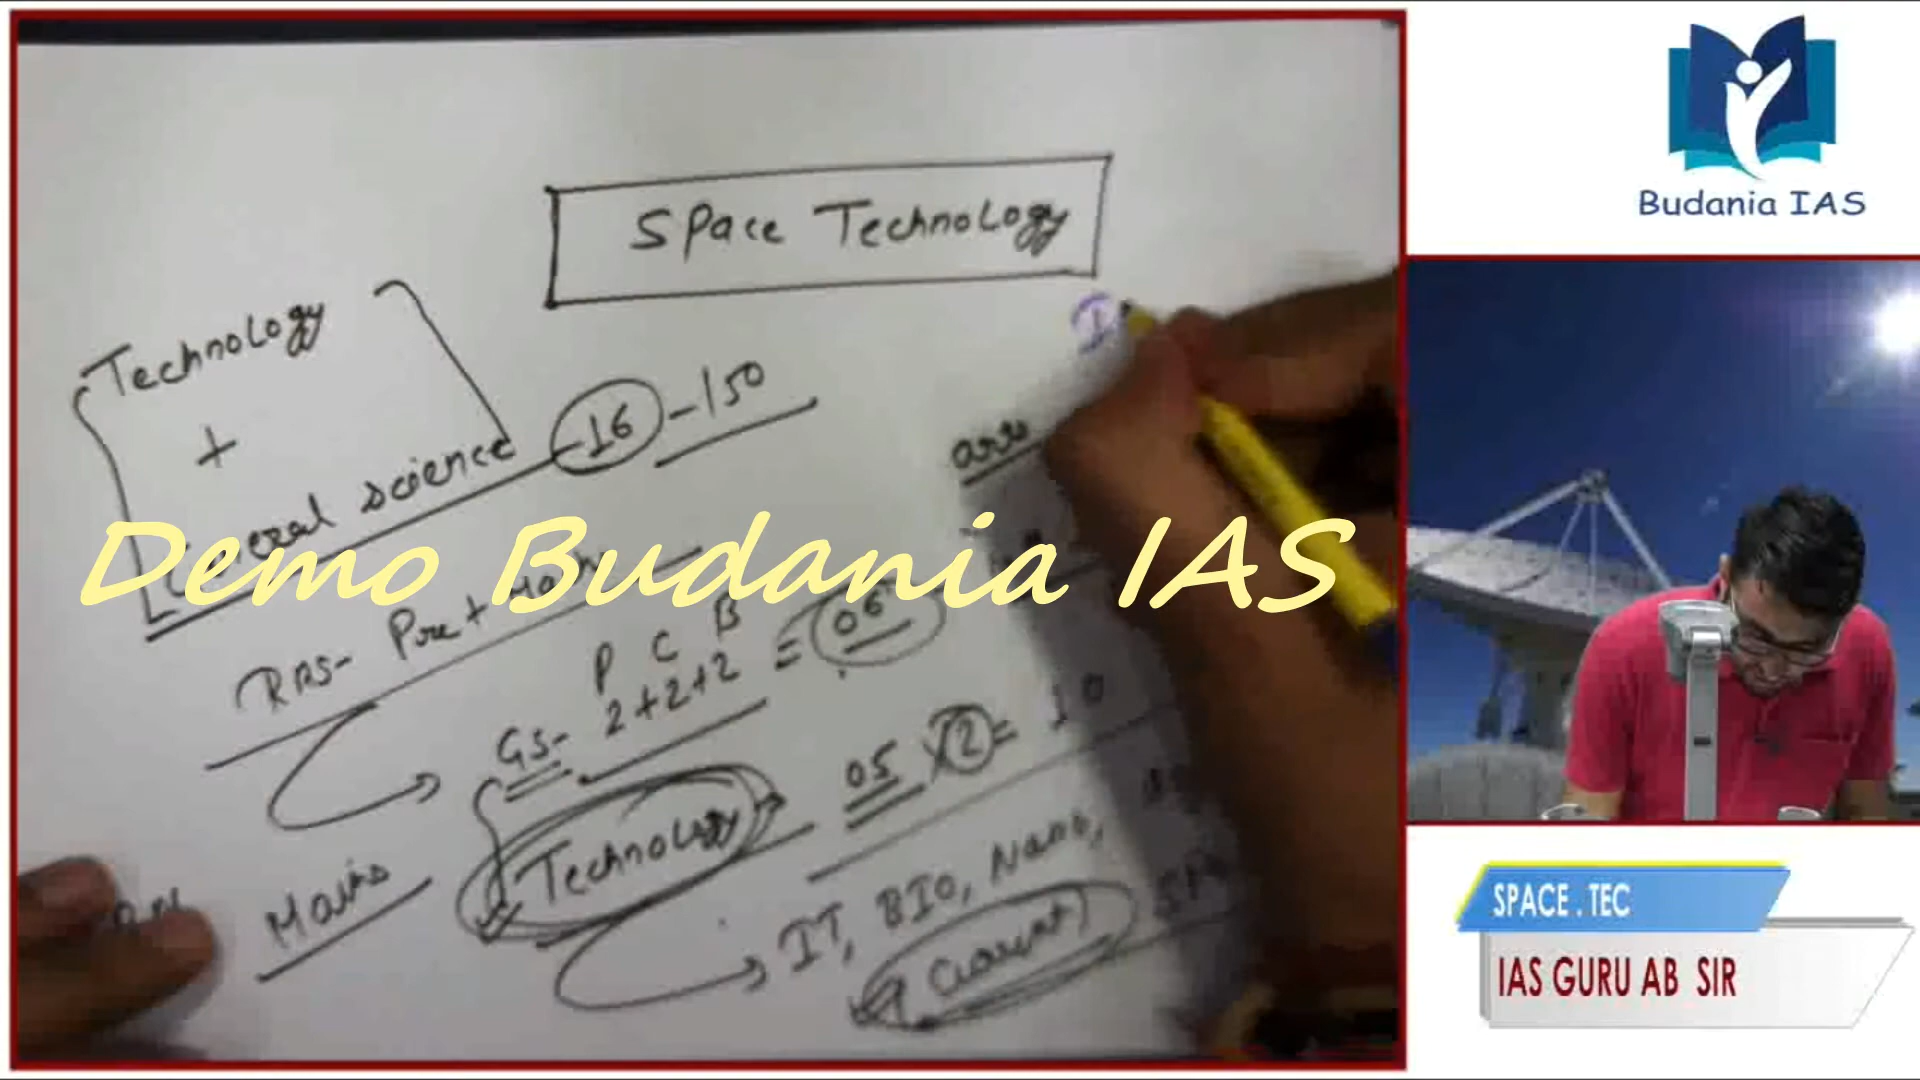 Space Technology
Technology
+
General science - 16 - 150
RAS- Pre +
P C B
GS- 2+2+2 = 06
Technology 05 x 2 = 10
Mains
IT, BIO, Nano,
Demo Budania IAS
Budania IAS
SPACE . TEC
IAS GURU AB SIR